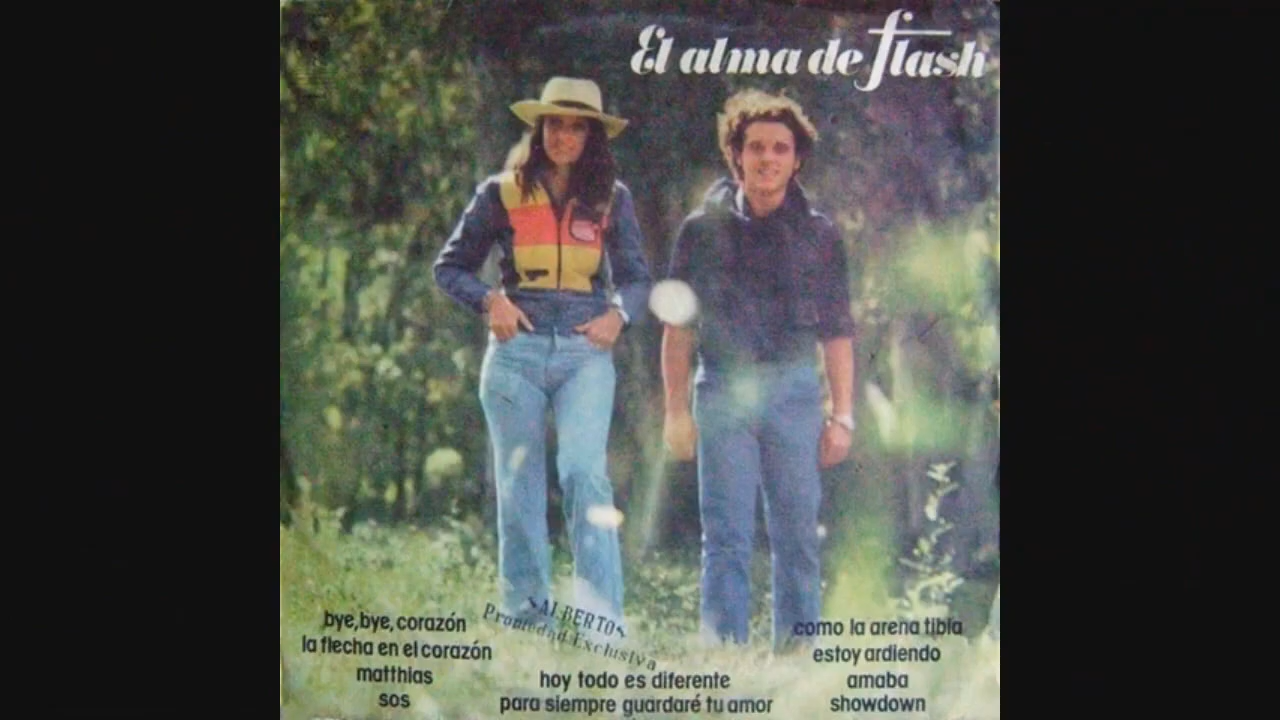 El alma de flash
bye,bye, corazón
la flecha en el corazón
matthias
sos
ALBERTO
Propiedad Exclusiva
hoy todo es diferente
para siempre guardaré tu amor
como la arena tibia
estoy ardiendo
amaba
showdown